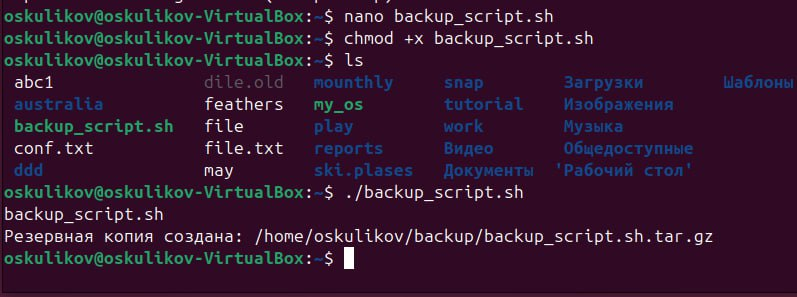 oskulikov@oskulikov-VirtualBox:~$ nano backup_script.sh
oskulikov@oskulikov-VirtualBox:~$ chmod +x backup_script.sh
oskulikov@oskulikov-VirtualBox:~$ ls
abc1 dile.old mounthly snap Загрузки Шаблоны
australia feathers my_os tutorial Изображения
backup_script.sh file play work Музыка
conf.txt file.txt reports Видео Общедоступные
ddd may ski.plases Документы 'Рабочий стол'
oskulikov@oskulikov-VirtualBox:~$ ./backup_script.sh
backup_script.sh
Резервная копия создана: /home/oskulikov/backup/backup_script.sh.tar.gz
oskulikov@oskulikov-VirtualBox:~$